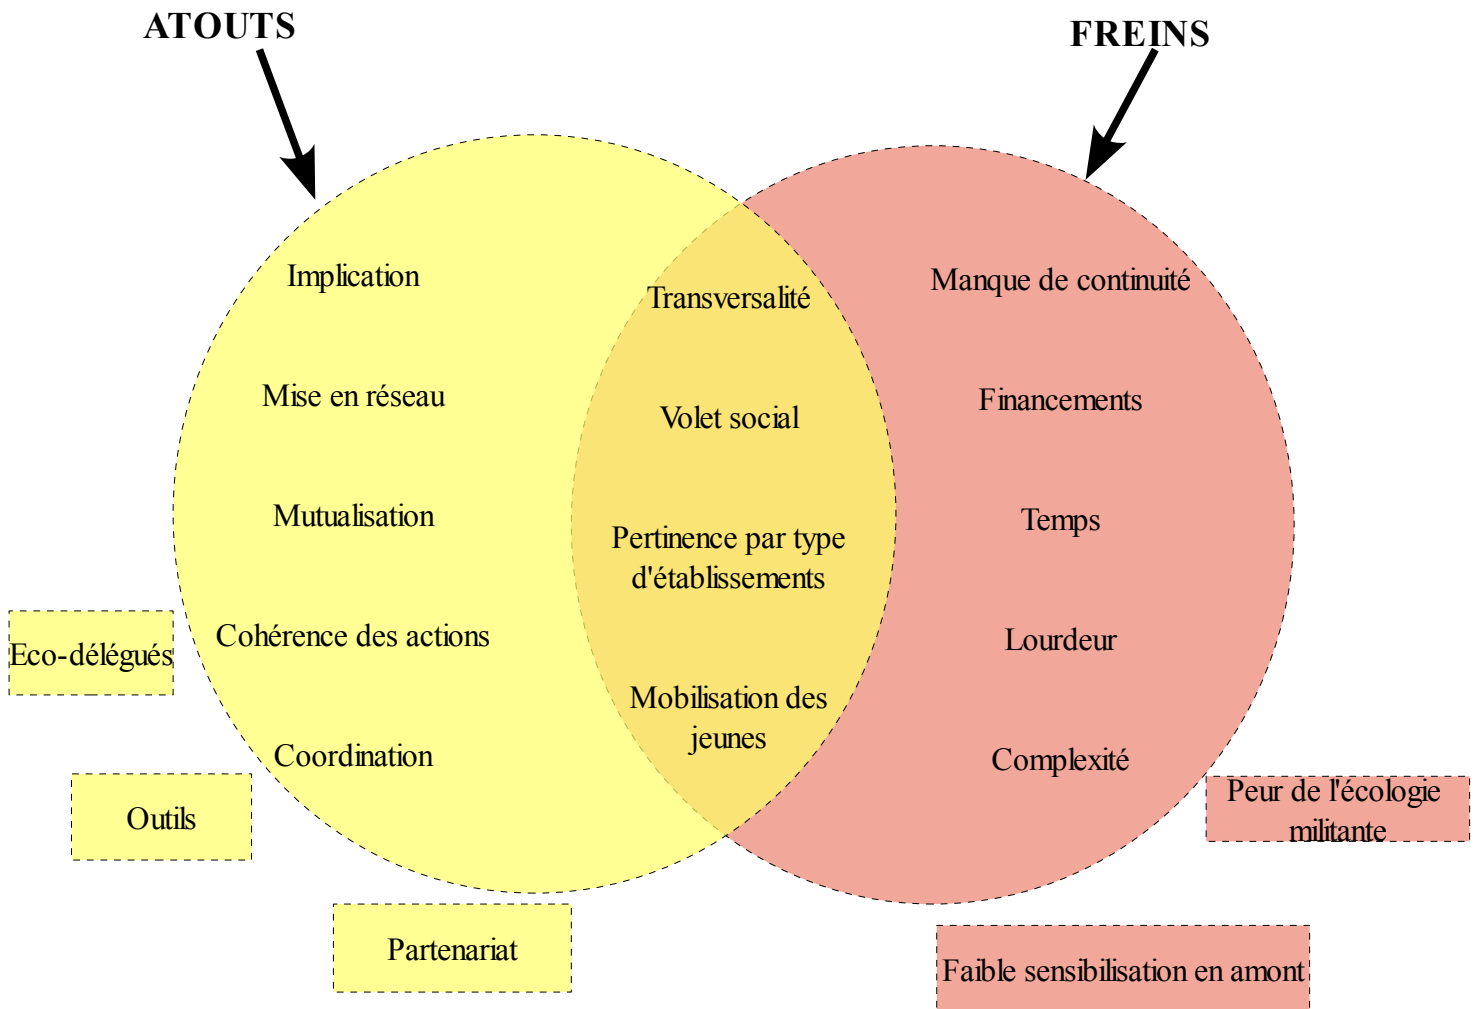 ATOUTS
FREINS
Implication
Mise en réseau
Mutualisation
Cohérence des actions
Coordination
Transversalité
Volet social
Pertinence par type
d'établissements
Mobilisation des
jeunes
Manque de continuité
Financements
Temps
Lourdeur
Complexité
Eco-délégués
Outils
Partenariat
Peur de l'écologie
militante
Faible sensibilisation en amont